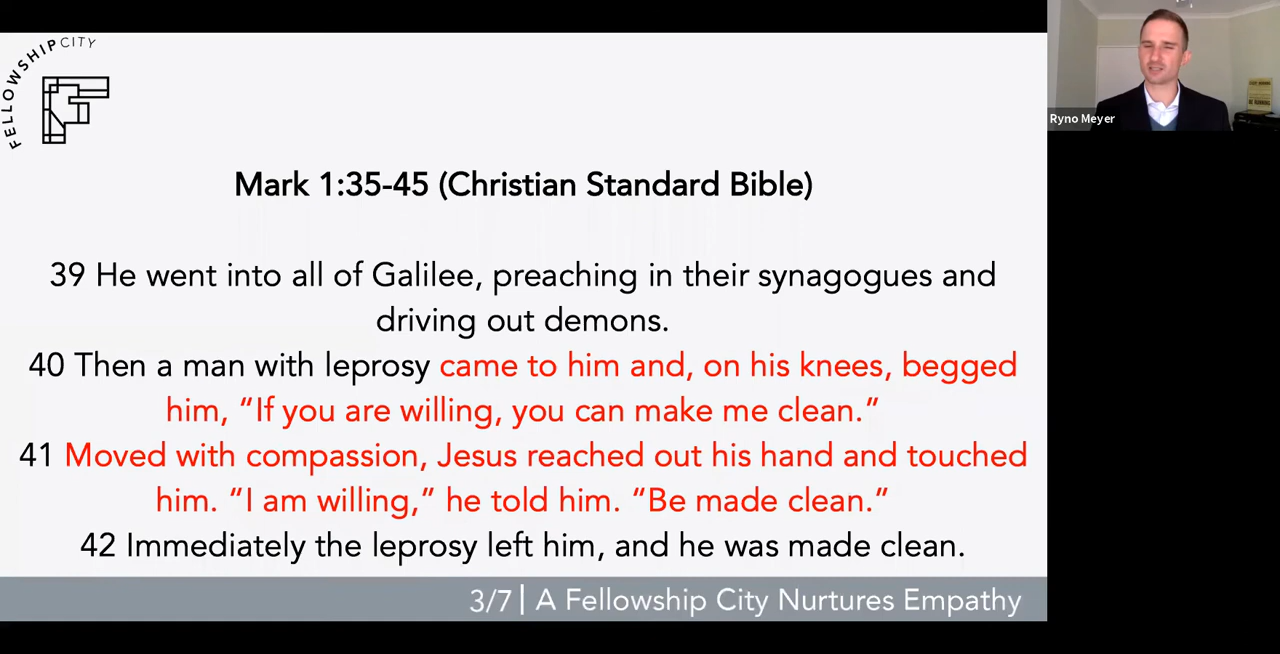 FELLOWSHIPCITY
Mark 1:35-45 (Christian Standard Bible)
39 He went into all of Galilee, preaching in their synagogues and
driving out demons.
40 Then a man with leprosy came to him and, on his knees, begged
him, “If you are willing, you can make me clean.”
41 Moved with compassion, Jesus reached out his hand and touched
him. “I am willing,” he told him. “Be made clean.”
42 Immediately the leprosy left him, and he was made clean.
3/7| A Fellowship City Nurtures Empathy
Ryno Meyer